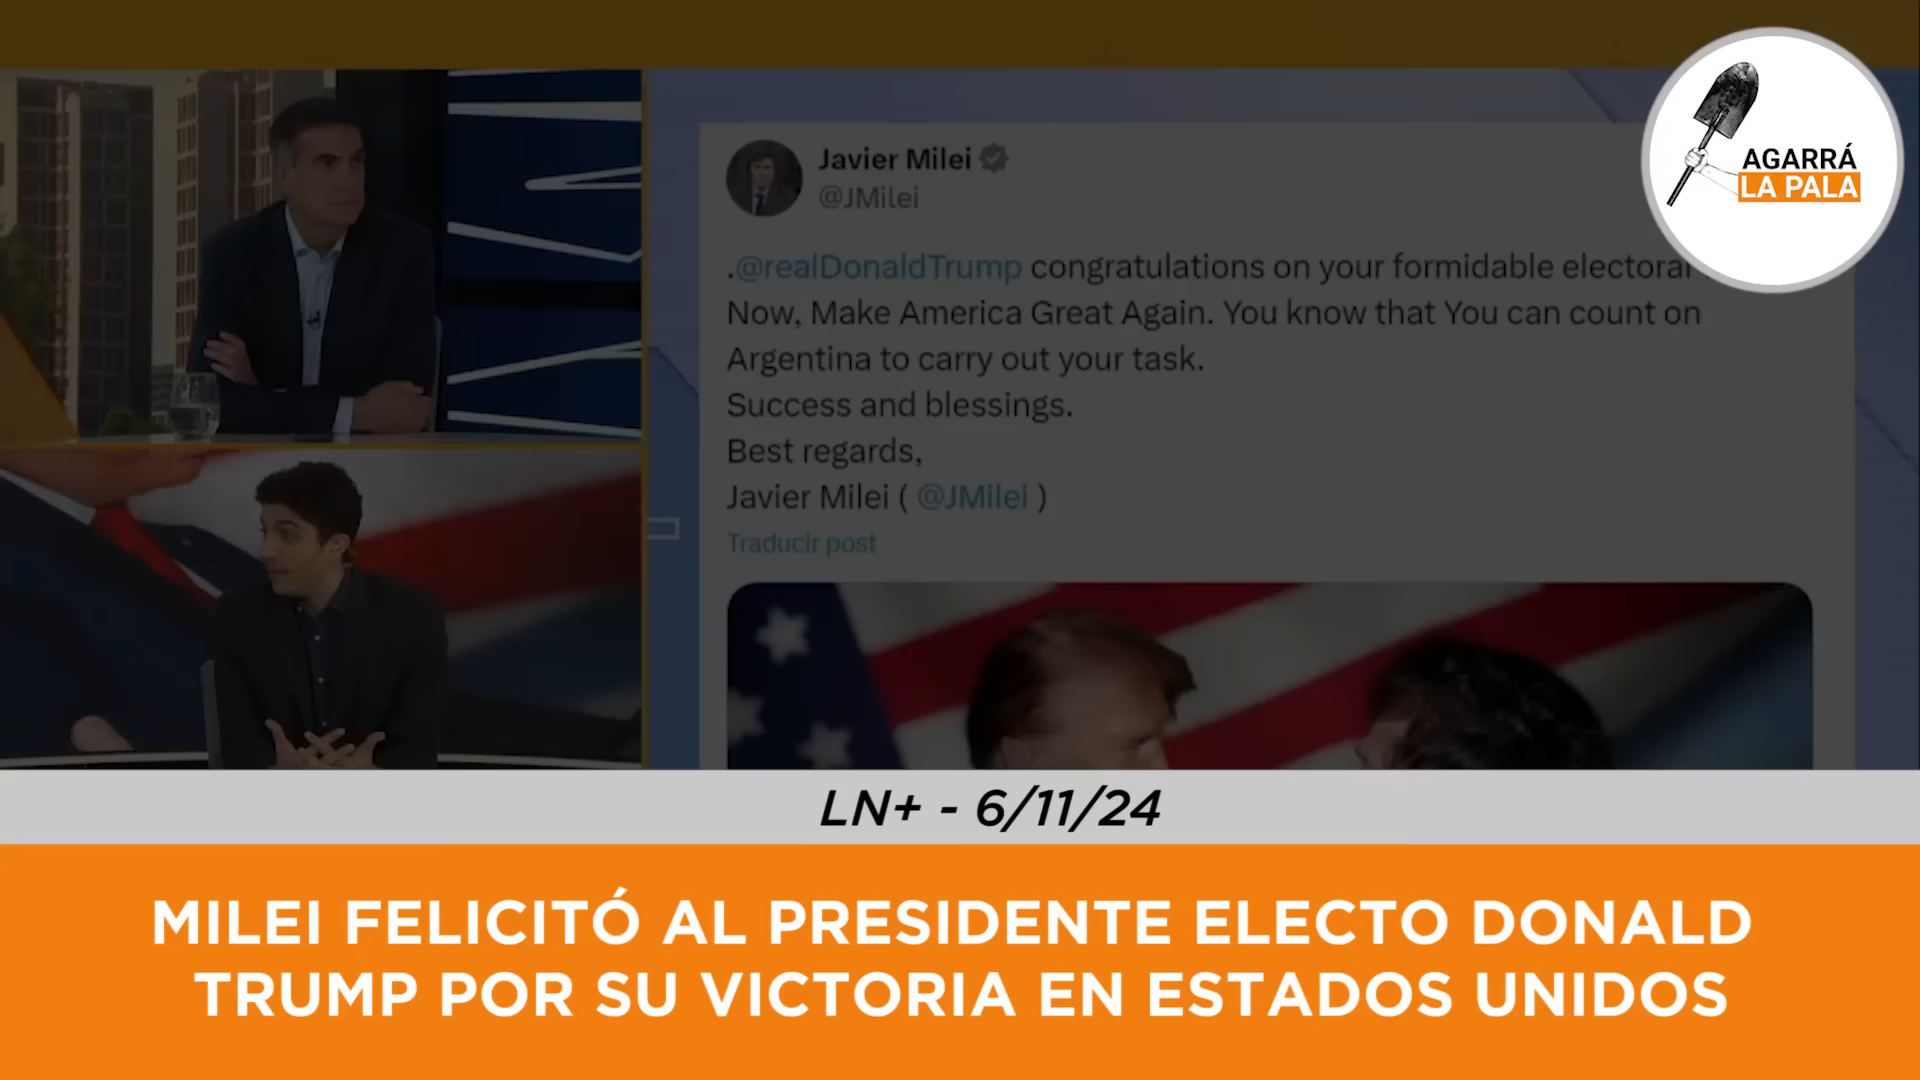 Javier Milei
@JMilei
.@realDonaldTrump congratulations on your formidable electoral
Now, Make America Great Again. You know that You can count on
Argentina to carry out your task.
Success and blessings.
Best regards,
Javier Milei ( @JMilei )
Traducir post
AGARRÁ
LA PALA
LN+ - 6/11/24
MILEI FELICITÓ AL PRESIDENTE ELECTO DONALD
TRUMP POR SU VICTORIA EN ESTADOS UNIDOS